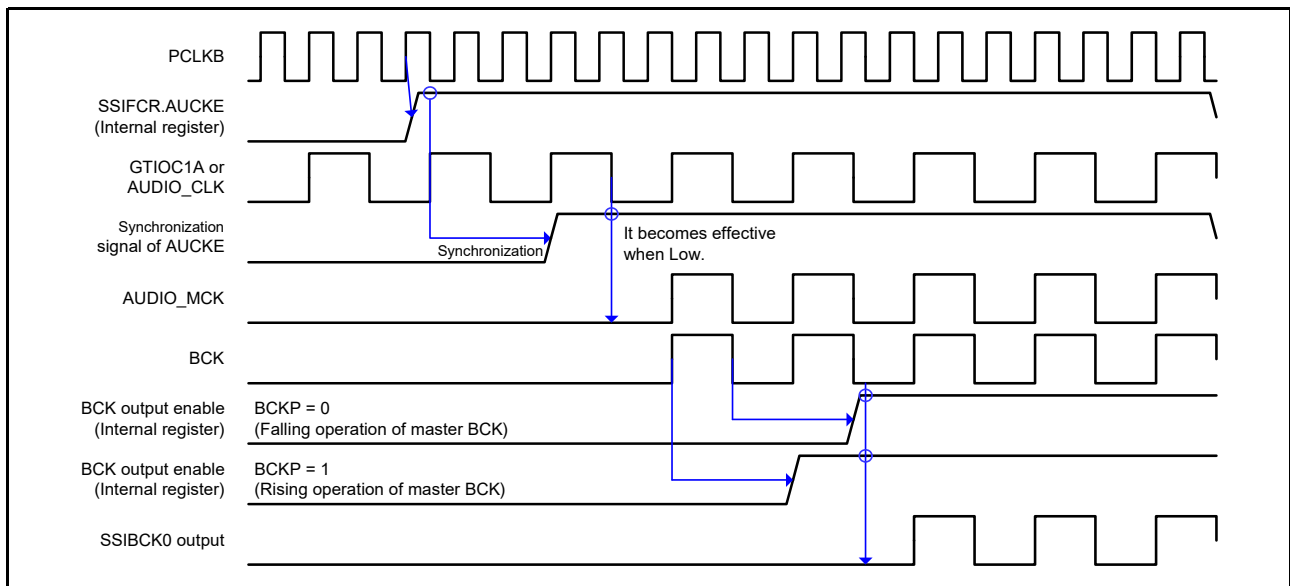 PCLKB
SSIFCR.AUCKE
(Internal register)
GTIOC1A or
AUDIO_CLK
Synchronization
signal of AUCKE
Synchronization
It becomes effective
when Low.
AUDIO_MCK
BCK
BCK output enable
(Internal register)
BCKP = 0
(Falling operation of master BCK)
BCK output enable
(Internal register)
BCKP = 1
(Rising operation of master BCK)
SSIBCK0 output